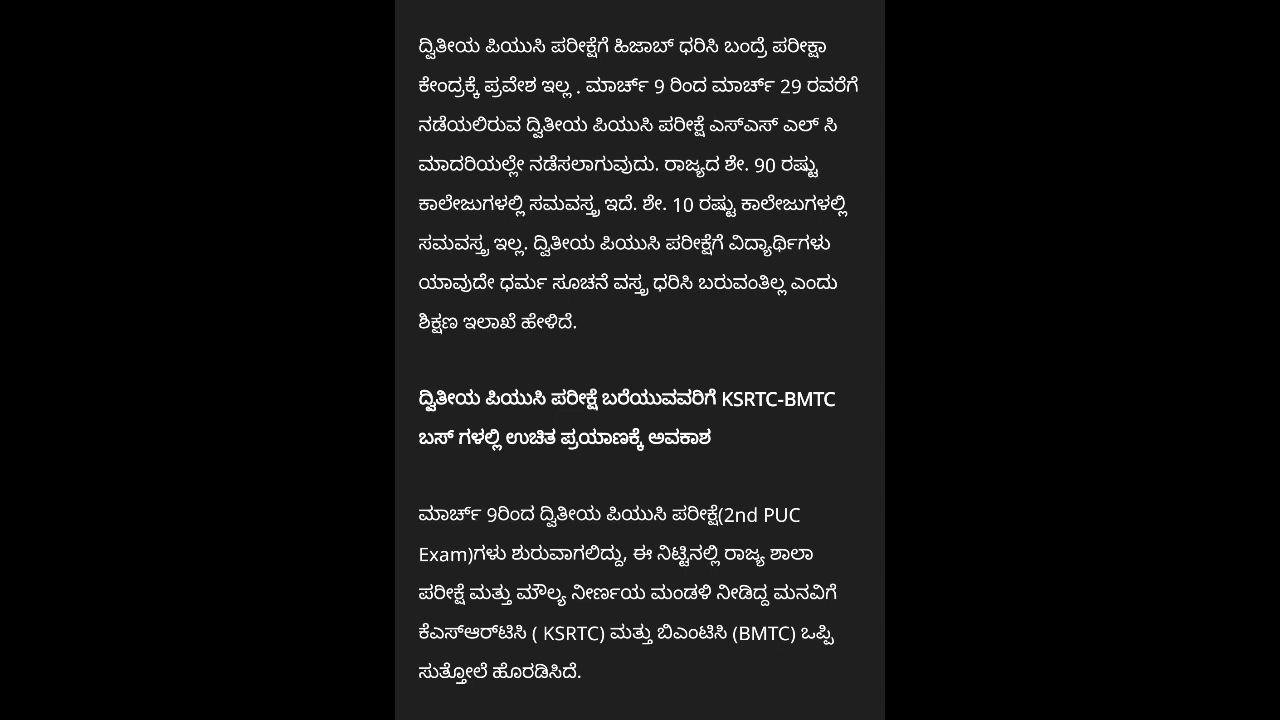 ದ್ವಿತೀಯ ಪಿಯುಸಿ ಪರೀಕ್ಷೆಗೆ ಹಿಜಾಬ್ ಧರಿಸಿ ಬಂದ್ರೆ ಪರೀಕ್ಷಾ
ಕೇಂದ್ರಕ್ಕೆ ಪ್ರವೇಶ ಇಲ್ಲ . ಮಾರ್ಚ್ 9 ರಿಂದ ಮಾರ್ಚ್ 29 ರವರೆಗೆ
ನಡೆಯಲಿರುವ ದ್ವಿತೀಯ ಪಿಯುಸಿ ಪರೀಕ್ಷೆ ಎಸ್ಎಸ್ ಎಲ್ ಸಿ
ಮಾದರಿಯಲ್ಲೇ ನಡೆಸಲಾಗುವುದು. ರಾಜ್ಯದ ಶೇ. 90 ರಷ್ಟು
ಕಾಲೇಜುಗಳಲ್ಲಿ ಸಮವಸ್ತ್ರ ಇದೆ. ಶೇ. 10 ರಷ್ಟು ಕಾಲೇಜುಗಳಲ್ಲಿ
ಸಮವಸ್ತ್ರ ಇಲ್ಲ. ದ್ವಿತೀಯ ಪಿಯುಸಿ ಪರೀಕ್ಷೆಗೆ ವಿದ್ಯಾರ್ಥಿಗಳು
ಯಾವುದೇ ಧರ್ಮ ಸೂಚನೆ ವಸ್ತ್ರ ಧರಿಸಿ ಬರುವಂತಿಲ್ಲ ಎಂದು
ಶಿಕ್ಷಣ ಇಲಾಖೆ ಹೇಳಿದೆ.
ದ್ವಿತೀಯ ಪಿಯುಸಿ ಪರೀಕ್ಷೆ ಬರೆಯುವವರಿಗೆ KSRTC-BMTC
ಬಸ್ ಗಳಲ್ಲಿ ಉಚಿತ ಪ್ರಯಾಣಕ್ಕೆ ಅವಕಾಶ
ಮಾರ್ಚ್ 9ರಿಂದ ದ್ವಿತೀಯ ಪಿಯುಸಿ ಪರೀಕ್ಷೆ(2nd PUC
Exam)ಗಳು ಶುರುವಾಗಲಿದ್ದು, ಈ ನಿಟ್ಟಿನಲ್ಲಿ ರಾಜ್ಯ ಶಾಲಾ
ಪರೀಕ್ಷೆ ಮತ್ತು ಮೌಲ್ಯ ನೀರ್ಣಯ ಮಂಡಳಿ ನೀಡಿದ್ದ ಮನವಿಗೆ
ಕೆಎಸ್ಆರ್‌ಟಿಸಿ ( KSRTC) ಮತ್ತು ಬಿಎಂಟಿಸಿ (BMTC) ಒಪ್ಪಿ
ಸುತ್ತೋಲೆ ಹೊರಡಿಸಿದೆ.